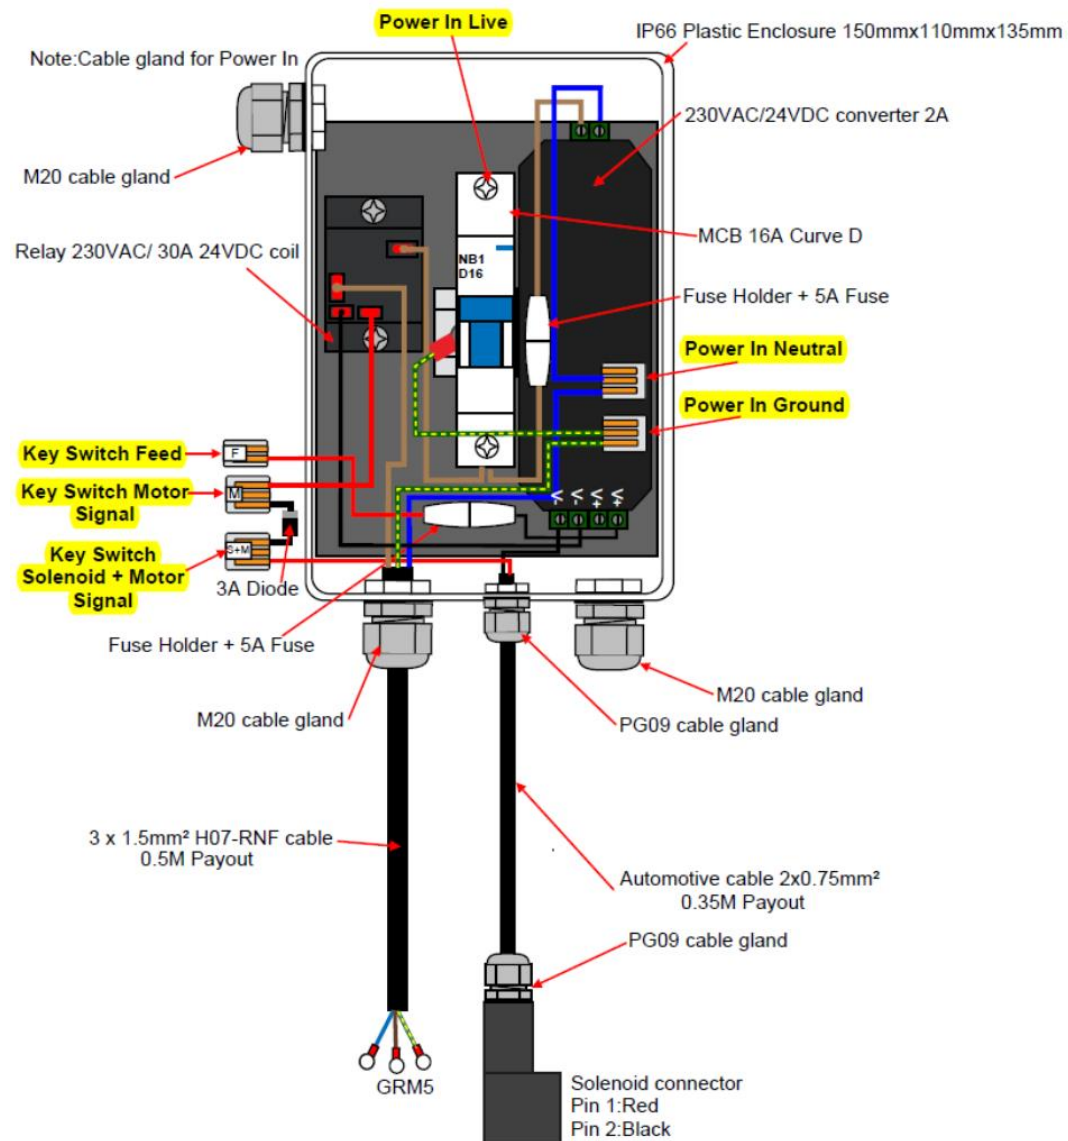 Power In Live
IP66 Plastic Enclosure 150mmx110mmx135mm
Note:Cable gland for Power In
230VAC/24VDC converter 2A
M20 cable gland
MCB 16A Curve D
Relay 230VAC/ 30A 24VDC coil
NB1
D16
Fuse Holder + 5A Fuse
Power In Neutral
Power In Ground
Key Switch Feed
F
Key Switch Motor
Signal
M
V-
V-
V+
V+
Key Switch
Solenoid + Motor
Signal
S+M
3A Diode
Fuse Holder + 5A Fuse
M20 cable gland
M20 cable gland
PG09 cable gland
3 x 1.5mm² H07-RNF cable
0.5M Payout
Automotive cable 2x0.75mm²
0.35M Payout
PG09 cable gland
GRM5
Solenoid connector
Pin 1:Red
Pin 2:Black